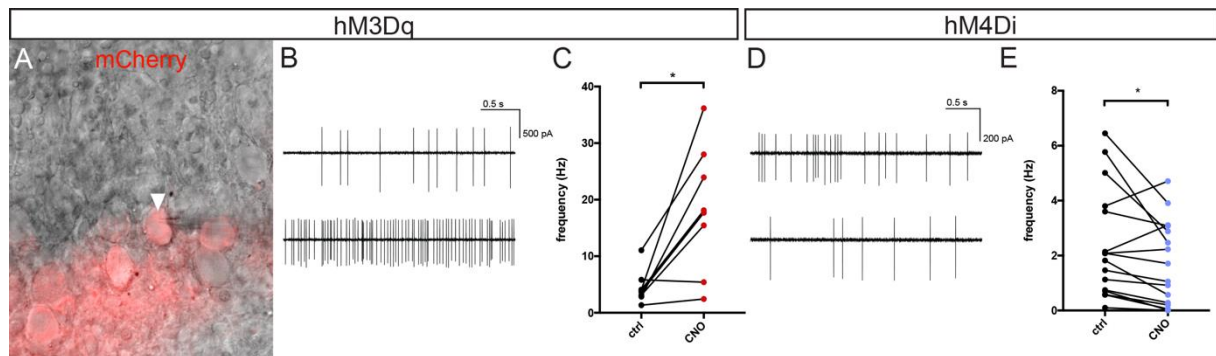 hM3Dq
hM4Di
A
mCherry
B
0.5 s
500 pA
C
*
frequency (Hz)
40
30
20
10
0
ctrl
CNO
D
0.5 s
200 pA
E
*
frequency (Hz)
8
6
4
2
0
ctrl
CNO